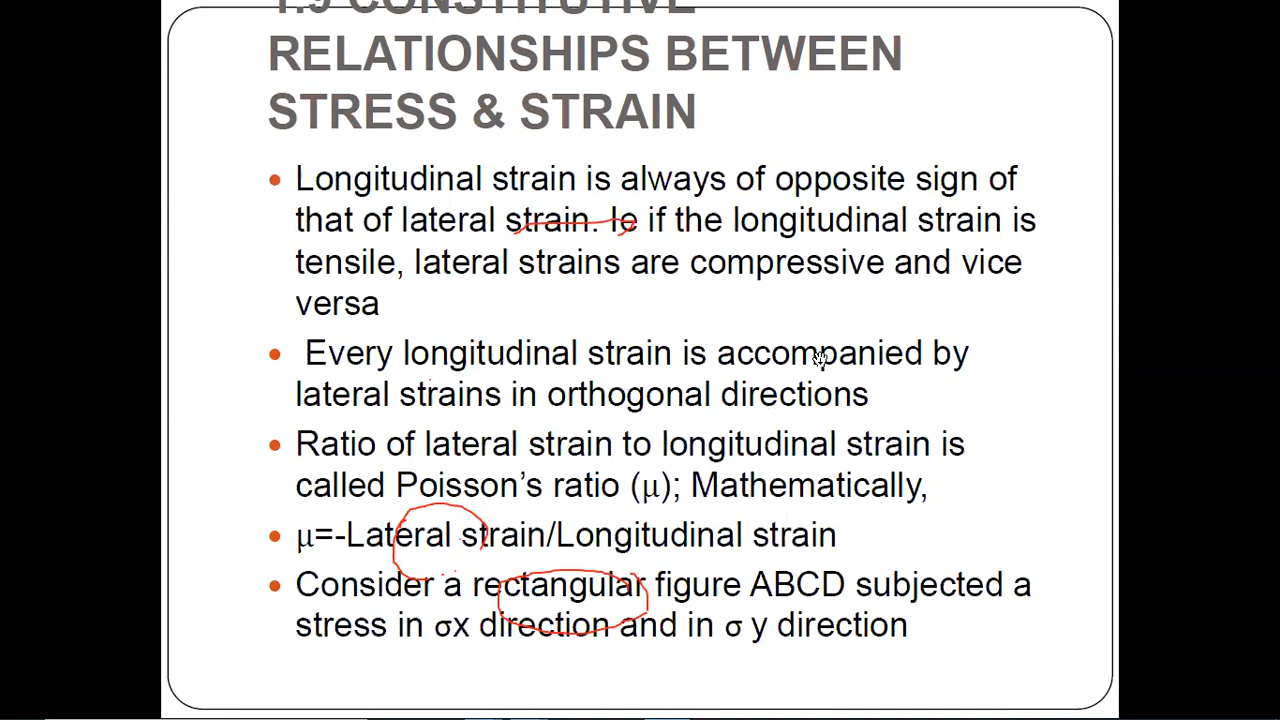 1.9 CONSTITUTIVE
RELATIONSHIPS BETWEEN
STRESS & STRAIN
• Longitudinal strain is always of opposite sign of
that of lateral strain. Ie if the longitudinal strain is
tensile, lateral strains are compressive and vice
versa
• Every longitudinal strain is accompanied by
lateral strains in orthogonal directions
• Ratio of lateral strain to longitudinal strain is
called Poisson’s ratio (μ); Mathematically,
• μ=-Lateral strain/Longitudinal strain
• Consider a rectangular figure ABCD subjected a
stress in σx direction and in σ y direction